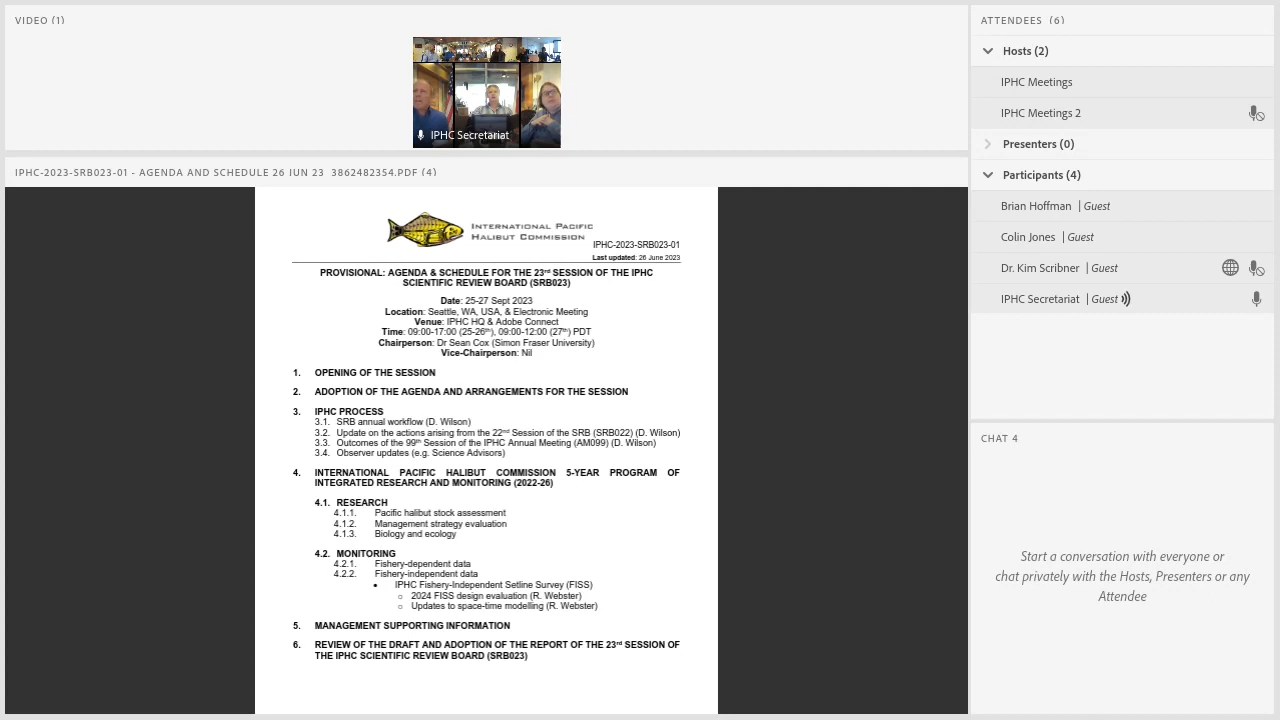 VIDEO (1)
IPHC Secretariat
IPHC-2023-SRB023-01 - AGENDA AND SCHEDULE 26 JUN 23 3862482354.PDF (4)
INTERNATIONAL PACIFIC
HALIBUT COMMISSION
IPHC-2023-SRB023-01
Last updated: 26 June 2023
PROVISIONAL: AGENDA & SCHEDULE FOR THE 23rd SESSION OF THE IPHC
SCIENTIFIC REVIEW BOARD (SRB023)
Date: 25-27 Sept 2023
Location: Seattle, WA, USA, & Electronic Meeting
Venue: IPHC HQ & Adobe Connect
Time: 09:00-17:00 (25-26th), 09:00-12:00 (27th) PDT
Chairperson: Dr Sean Cox (Simon Fraser University)
Vice-Chairperson: Nil
1. OPENING OF THE SESSION
2. ADOPTION OF THE AGENDA AND ARRANGEMENTS FOR THE SESSION
3. IPHC PROCESS
3.1. SRB annual workflow (D. Wilson)
3.2. Update on the actions arising from the 22nd Session of the SRB (SRB022) (D. Wilson)
3.3. Outcomes of the 99th Session of the IPHC Annual Meeting (AM099) (D. Wilson)
3.4. Observer updates (e.g. Science Advisors)
4. INTERNATIONAL PACIFIC HALIBUT COMMISSION 5-YEAR PROGRAM OF
INTEGRATED RESEARCH AND MONITORING (2022-26)
4.1. RESEARCH
4.1.1. Pacific halibut stock assessment
4.1.2. Management strategy evaluation
4.1.3. Biology and ecology
4.2. MONITORING
4.2.1. Fishery-dependent data
4.2.2. Fishery-independent data
• IPHC Fishery-Independent Setline Survey (FISS)
○ 2024 FISS design evaluation (R. Webster)
○ Updates to space-time modelling (R. Webster)
5. MANAGEMENT SUPPORTING INFORMATION
6. REVIEW OF THE DRAFT AND ADOPTION OF THE REPORT OF THE 23rd SESSION OF
THE IPHC SCIENTIFIC REVIEW BOARD (SRB023)
ATTENDEES (6)
Hosts (2)
IPHC Meetings
IPHC Meetings 2
Presenters (0)
Participants (4)
Brian Hoffman | Guest
Colin Jones | Guest
Dr. Kim Scribner | Guest
IPHC Secretariat | Guest
CHAT 4
Start a conversation with everyone or
chat privately with the Hosts, Presenters or any
Attendee